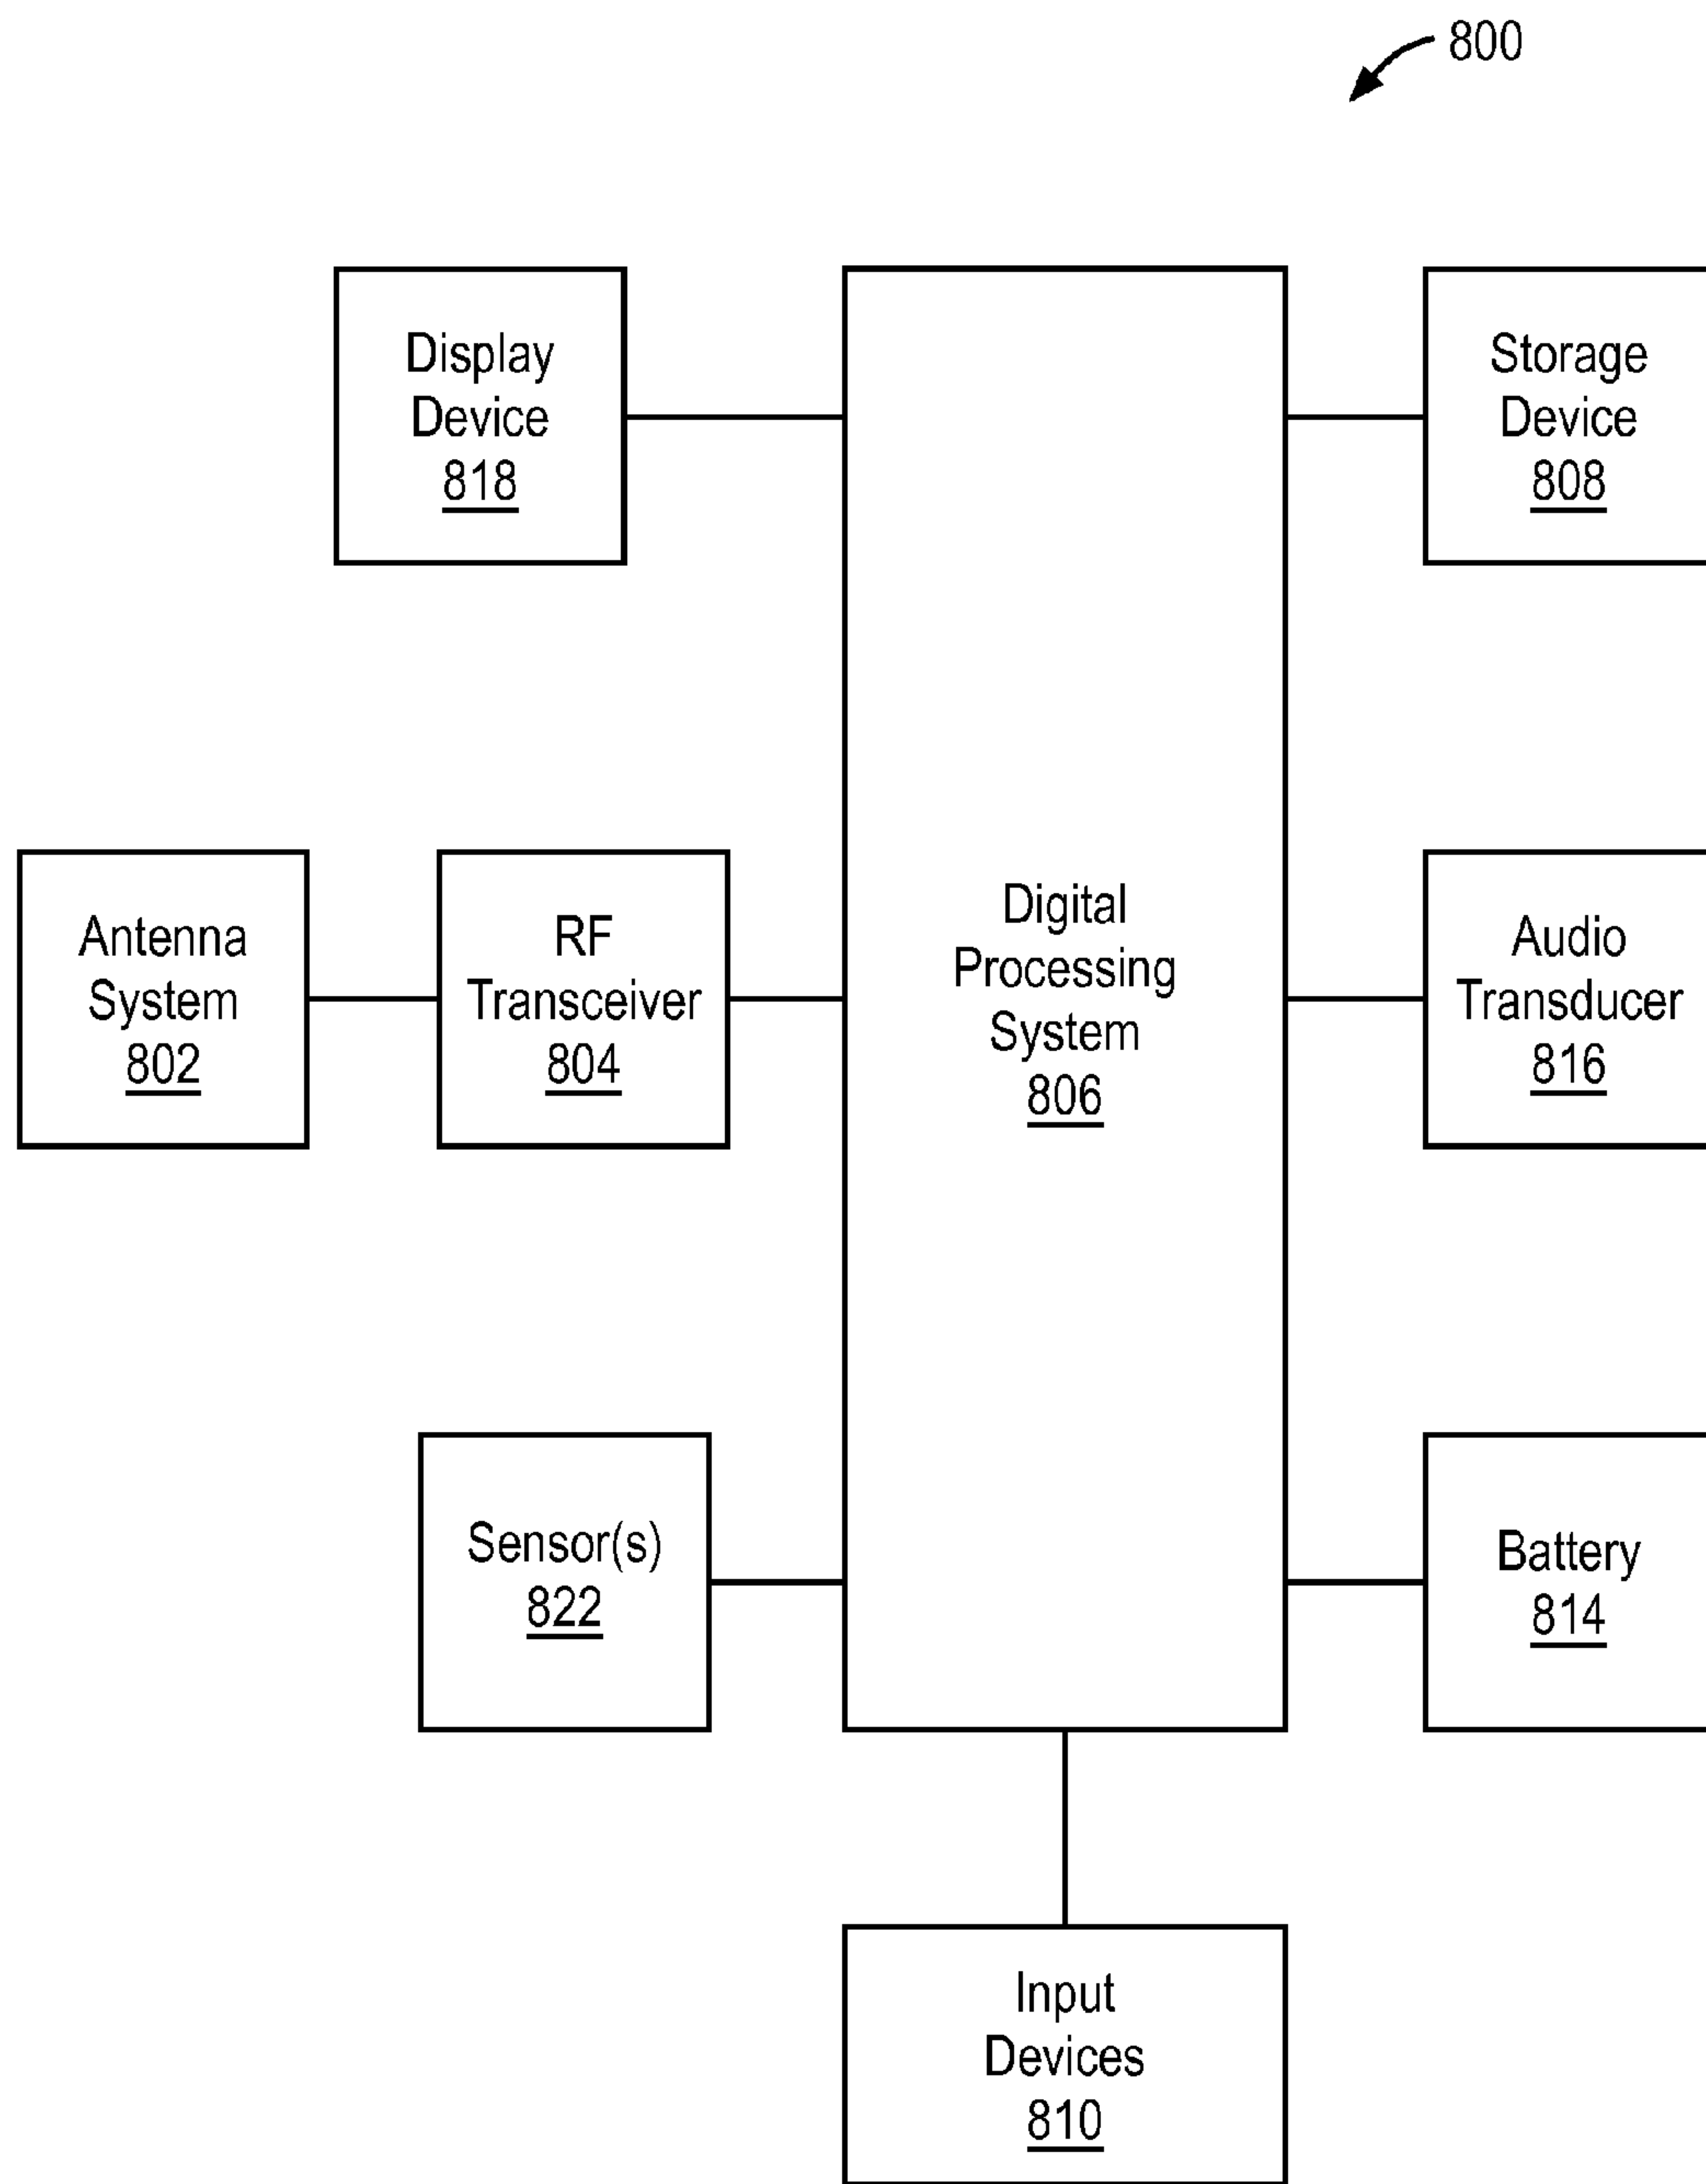 800
Display
Device
818
Storage
Device
808
Antenna
System
802
RF
Transceiver
804
Digital
Processing
System
806
Audio
Transducer
816
Sensor(s)
822
Battery
814
Input
Devices
810